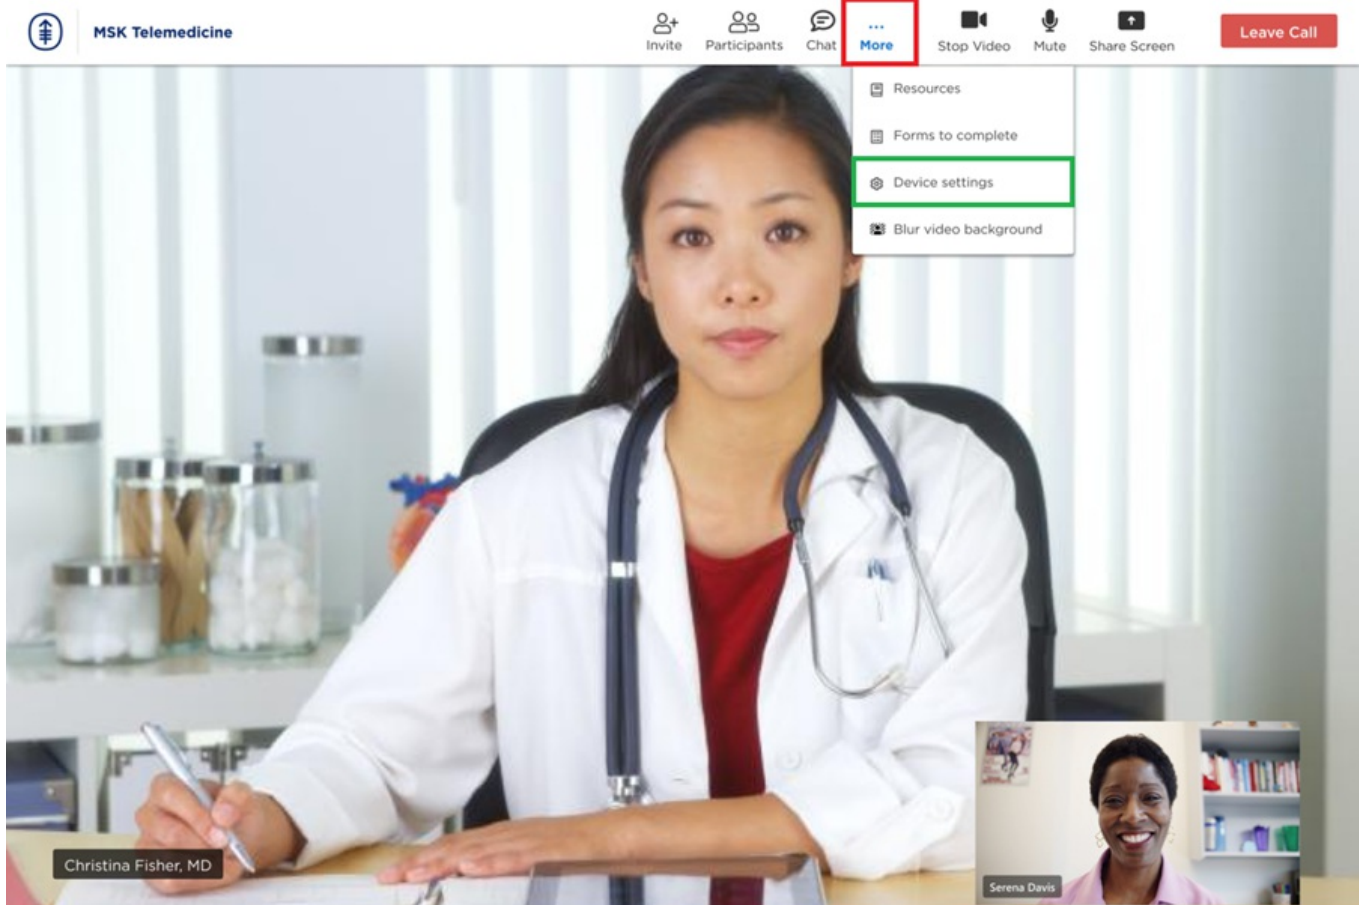 MSK Telemedicine
Invite
Participants
Chat
...
More
Stop Video
Mute
Share Screen
Leave Call
Resources
Forms to complete
Device settings
Blur video background
Christina Fisher, MD
Serena Davis